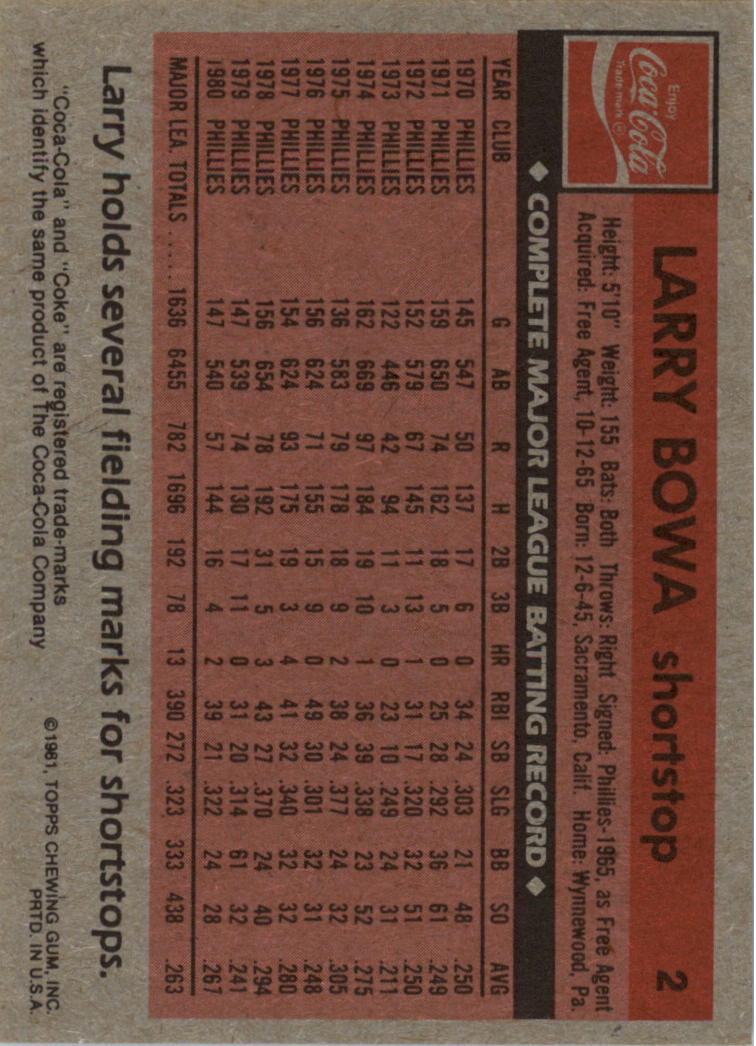 Enjoy
Coca-Cola
Trade-mark ®
LARRY BOWA shortstop 2
Height: 5'10" Weight: 155 Bats: Both Throws: Right Signed: Phillies-1965, as Free Agent
Acquired: Free Agent, 10-12-65 Born: 12-6-45, Sacramento, Calif. Home: Wynnewood, Pa.
◆ COMPLETE MAJOR LEAGUE BATTING RECORD ◆
YEAR CLUB G AB R H 2B 3B HR RBI SB SLG BB SO AVG
1970 PHILLIES 145 547 50 137 17 6 0 34 24 .303 21 48 .250
1971 PHILLIES 159 650 74 162 18 5 0 25 28 .292 36 61 .249
1972 PHILLIES 152 579 67 145 11 13 1 31 17 .320 32 51 .250
1973 PHILLIES 122 446 42 94 11 3 0 23 10 .249 24 31 .211
1974 PHILLIES 162 669 97 184 19 10 1 36 39 .338 23 52 .275
1975 PHILLIES 136 583 79 178 18 9 2 38 24 .377 24 32 .305
1976 PHILLIES 156 624 71 155 15 9 0 49 30 .301 32 31 .248
1977 PHILLIES 154 624 93 175 19 3 4 41 32 .340 32 32 .280
1978 PHILLIES 156 654 78 192 31 5 3 43 27 .370 24 40 .294
1979 PHILLIES 147 539 74 130 17 11 0 31 20 .314 61 32 .241
1980 PHILLIES 147 540 57 144 16 4 2 39 21 .322 24 28 .267
MAJOR LEA. TOTALS ..... 1636 6455 782 1696 192 78 13 390 272 .323 333 438 .263
Larry holds several fielding marks for shortstops.
"Coca-Cola" and "Coke" are registered trade-marks
which identify the same product of The Coca-Cola Company
©1981, TOPPS CHEWING GUM, INC.
PRTD. IN U.S.A.